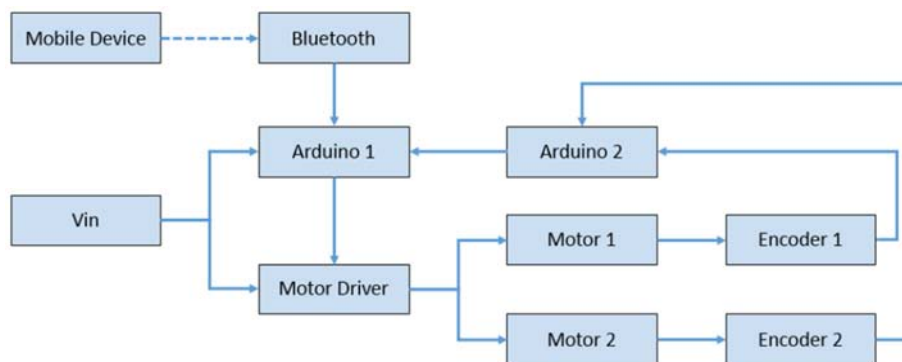 Mobile Device
Bluetooth
Arduino 1
Arduino 2
Vin
Motor 1
Encoder 1
Motor Driver
Motor 2
Encoder 2